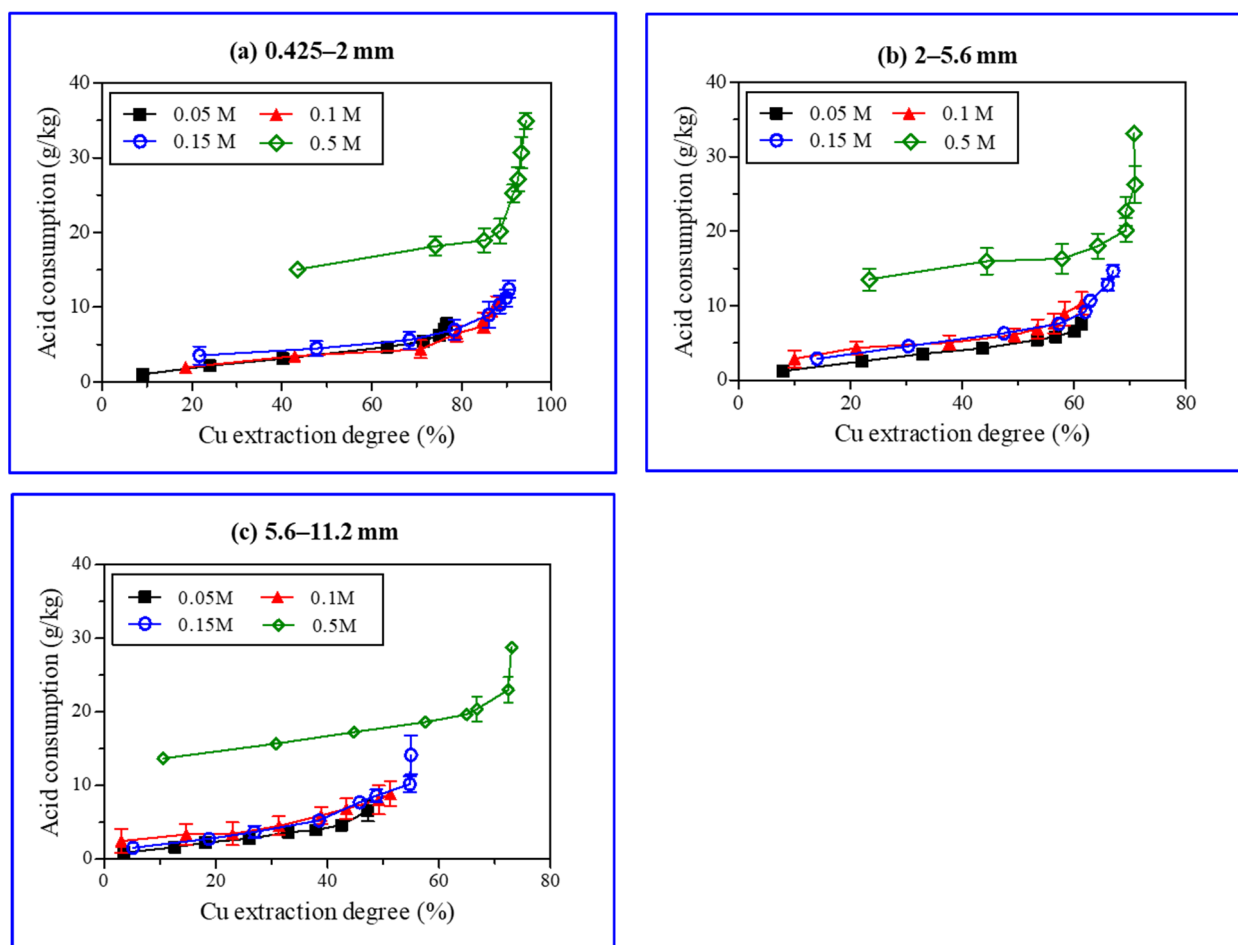 (a) 0.425–2 mm
Acid consumption (g/kg)
40
30
20
10
0
0.05 M 0.1 M
0.15 M 0.5 M
0 20 40 60 80 100
Cu extraction degree (%)
(b) 2–5.6 mm
Acid consumption (g/kg)
40
30
20
10
0
0.05 M 0.1 M
0.15 M 0.5 M
0 20 40 60 80
Cu extraction degree (%)
(c) 5.6–11.2 mm
Acid consumption (g/kg)
40
30
20
10
0
0.05M 0.1M
0.15M 0.5M
0 20 40 60 80
Cu extraction degree (%)